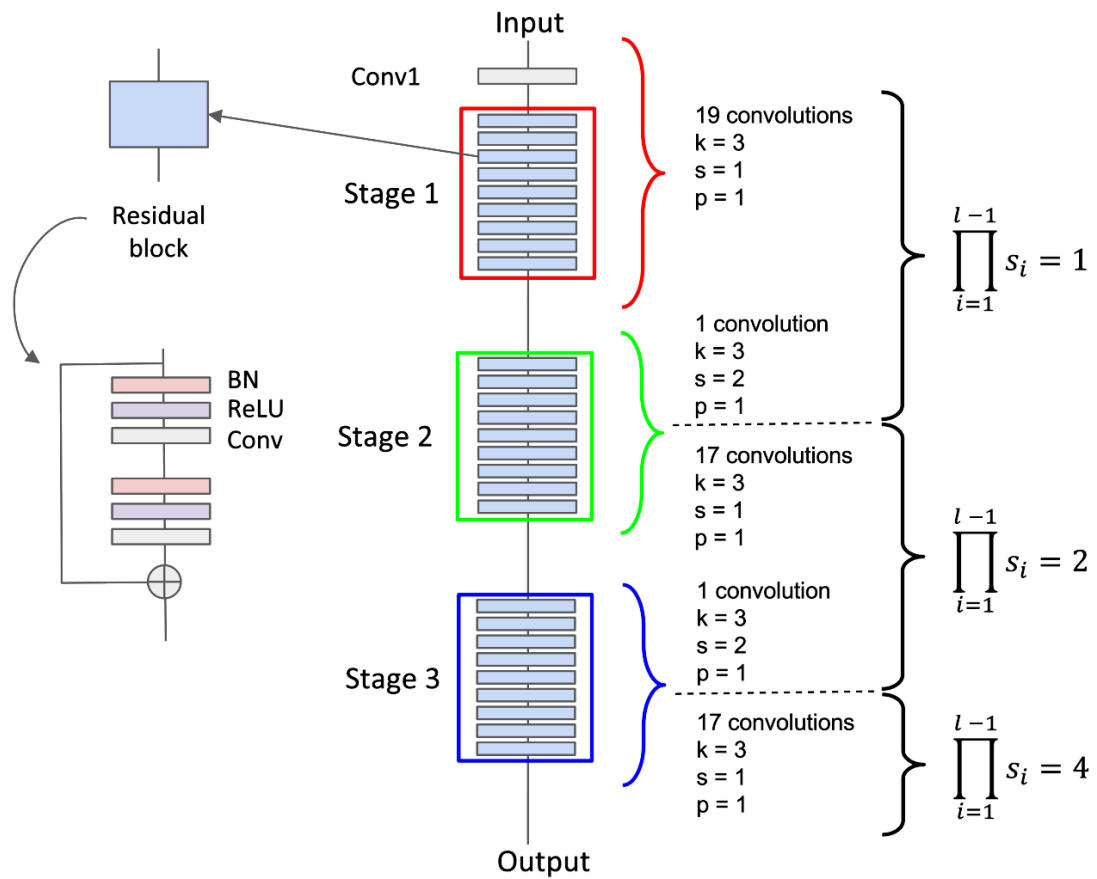 Input
Conv1
Stage 1
Residual
block
BN
ReLU
Conv
19 convolutions
k = 3
s = 1
p = 1
1 convolution
k = 3
s = 2
p = 1
l − 1
∏ s_i = 1
i=1
Stage 2
17 convolutions
k = 3
s = 1
p = 1
1 convolution
k = 3
s = 2
p = 1
l − 1
∏ s_i = 2
i=1
Stage 3
17 convolutions
k = 3
s = 1
p = 1
l − 1
∏ s_i = 4
i=1
Output